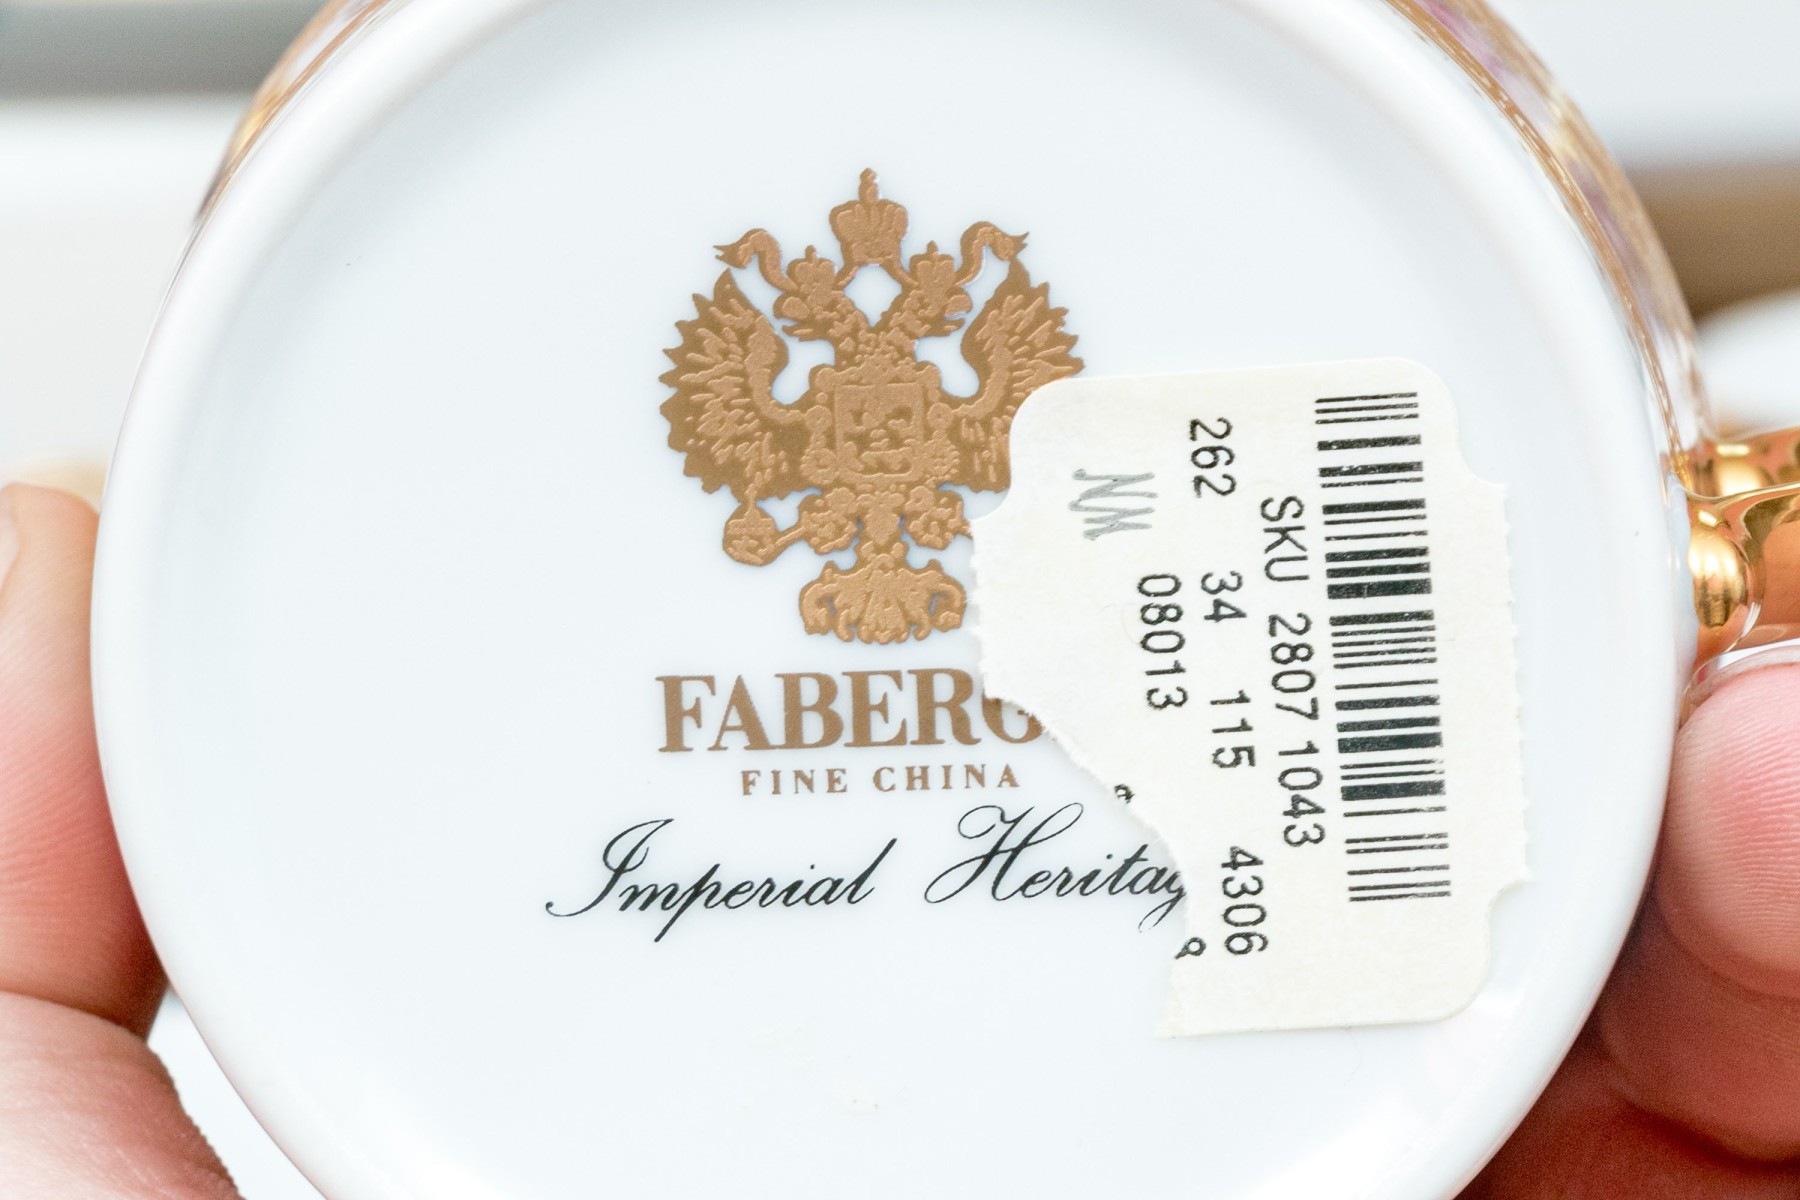 FABERG
FINE CHINA
Imperial Heritag
SKU 2807 1043
262 34 115 4306
08013